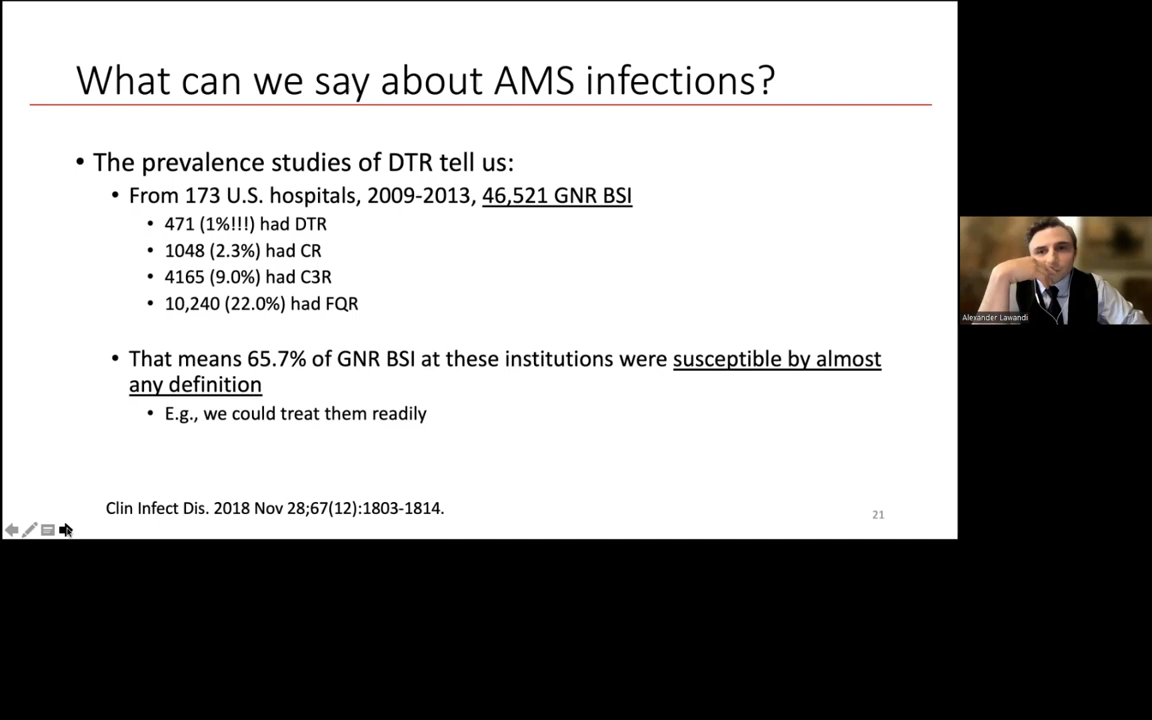 What can we say about AMS infections?
• The prevalence studies of DTR tell us:
• From 173 U.S. hospitals, 2009-2013, 46,521 GNR BSI
• 471 (1%!!!) had DTR
• 1048 (2.3%) had CR
• 4165 (9.0%) had C3R
• 10,240 (22.0%) had FQR
• That means 65.7% of GNR BSI at these institutions were susceptible by almost
any definition
• E.g., we could treat them readily
Clin Infect Dis. 2018 Nov 28;67(12):1803-1814.
21
Alexander Lawandi